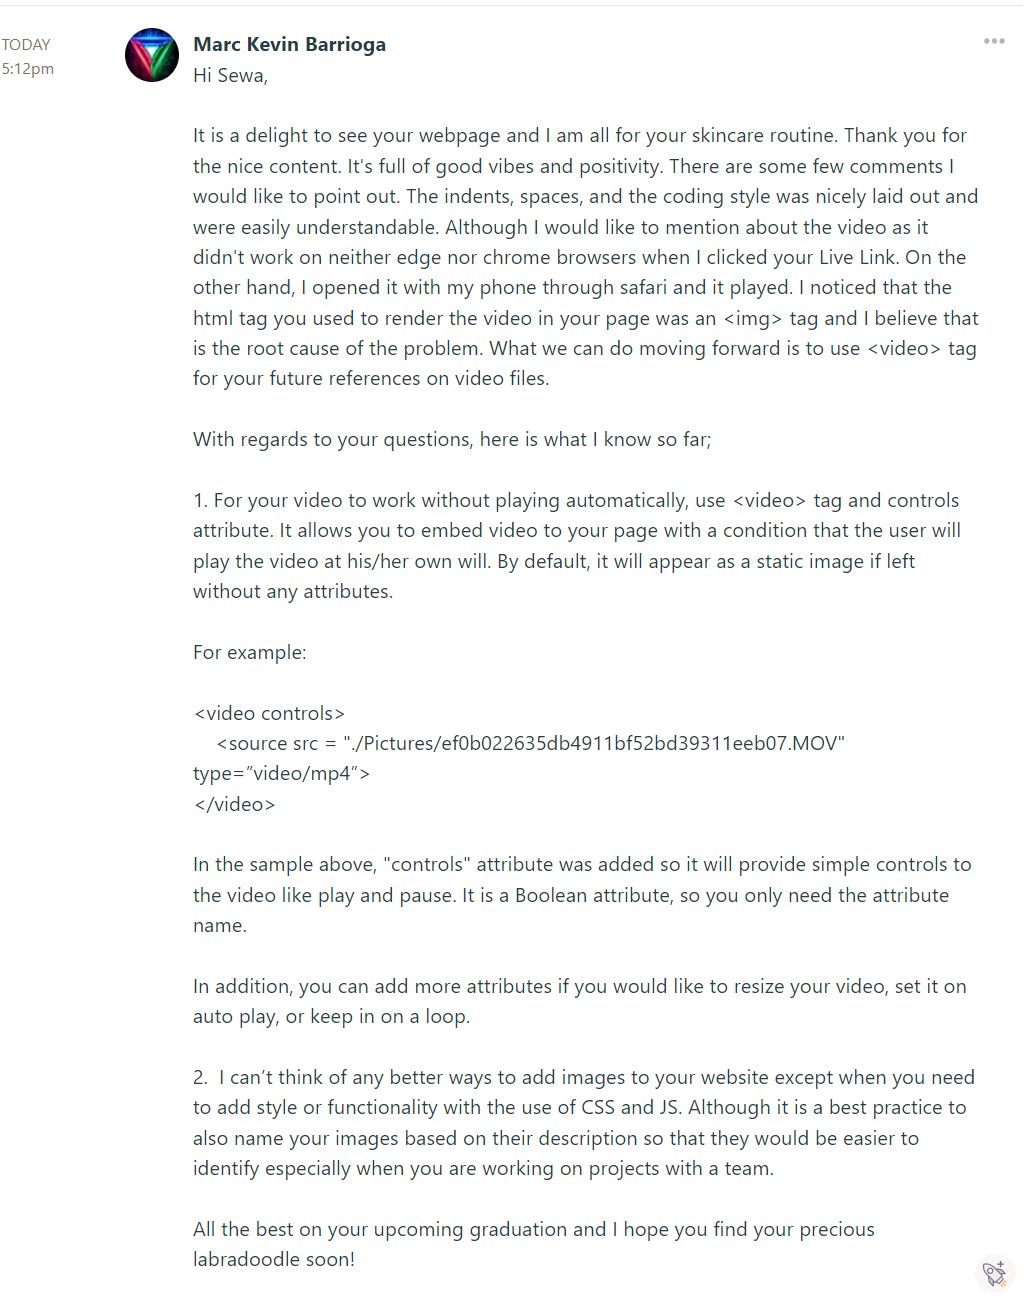 TODAY
5:12pm
Marc Kevin Barrioga
Hi Sewa,
It is a delight to see your webpage and I am all for your skincare routine. Thank you for
the nice content. It's full of good vibes and positivity. There are some few comments I
would like to point out. The indents, spaces, and the coding style was nicely laid out and
were easily understandable. Although I would like to mention about the video as it
didn't work on neither edge nor chrome browsers when I clicked your Live Link. On the
other hand, I opened it with my phone through safari and it played. I noticed that the
html tag you used to render the video in your page was an <img> tag and I believe that
is the root cause of the problem. What we can do moving forward is to use <video> tag
for your future references on video files.
With regards to your questions, here is what I know so far;
1. For your video to work without playing automatically, use <video> tag and controls
attribute. It allows you to embed video to your page with a condition that the user will
play the video at his/her own will. By default, it will appear as a static image if left
without any attributes.
For example:
<video controls>
<source src = "./Pictures/ef0b022635db4911bf52bd39311eeb07.MOV"
type=”video/mp4”>
</video>
In the sample above, "controls" attribute was added so it will provide simple controls to
the video like play and pause. It is a Boolean attribute, so you only need the attribute
name.
In addition, you can add more attributes if you would like to resize your video, set it on
auto play, or keep in on a loop.
2.  I can’t think of any better ways to add images to your website except when you need
to add style or functionality with the use of CSS and JS. Although it is a best practice to
also name your images based on their description so that they would be easier to
identify especially when you are working on projects with a team.
All the best on your upcoming graduation and I hope you find your precious
labradoodle soon!